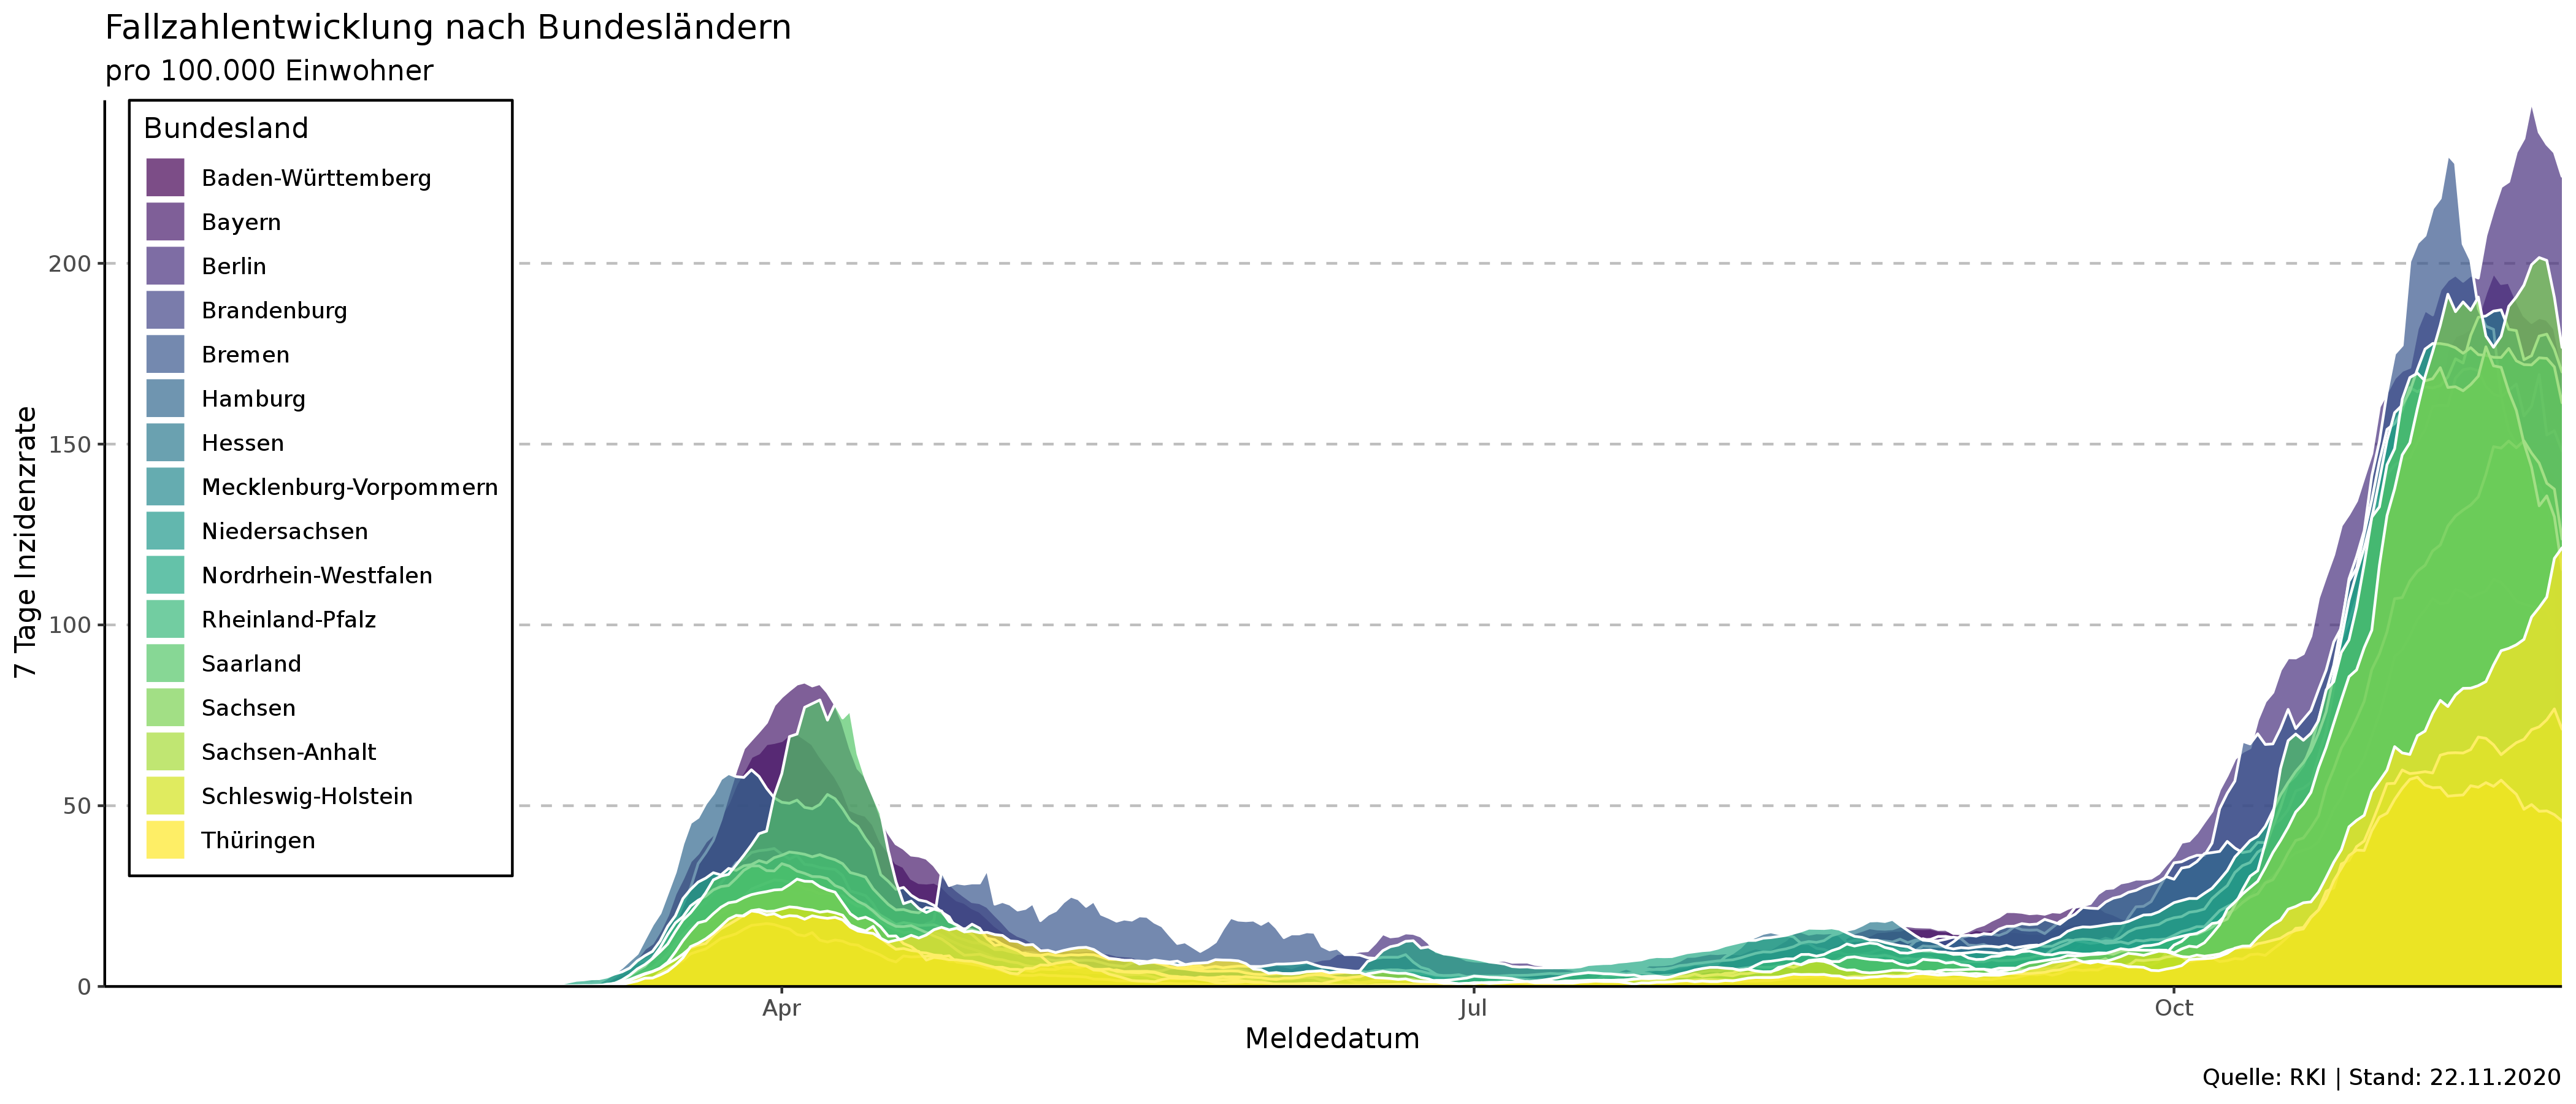 Fallzahlentwicklung nach Bundesländern
pro 100.000 Einwohner
Bundesland
Baden-Württemberg
Bayern
Berlin
Brandenburg
Bremen
Hamburg
Hessen
Mecklenburg-Vorpommern
Niedersachsen
Nordrhein-Westfalen
Rheinland-Pfalz
Saarland
Sachsen
Sachsen-Anhalt
Schleswig-Holstein
Thüringen
7 Tage Inzidenzrate
200
150
100
50
0
Apr
Jul
Oct
Meldedatum
Quelle: RKI | Stand: 22.11.2020